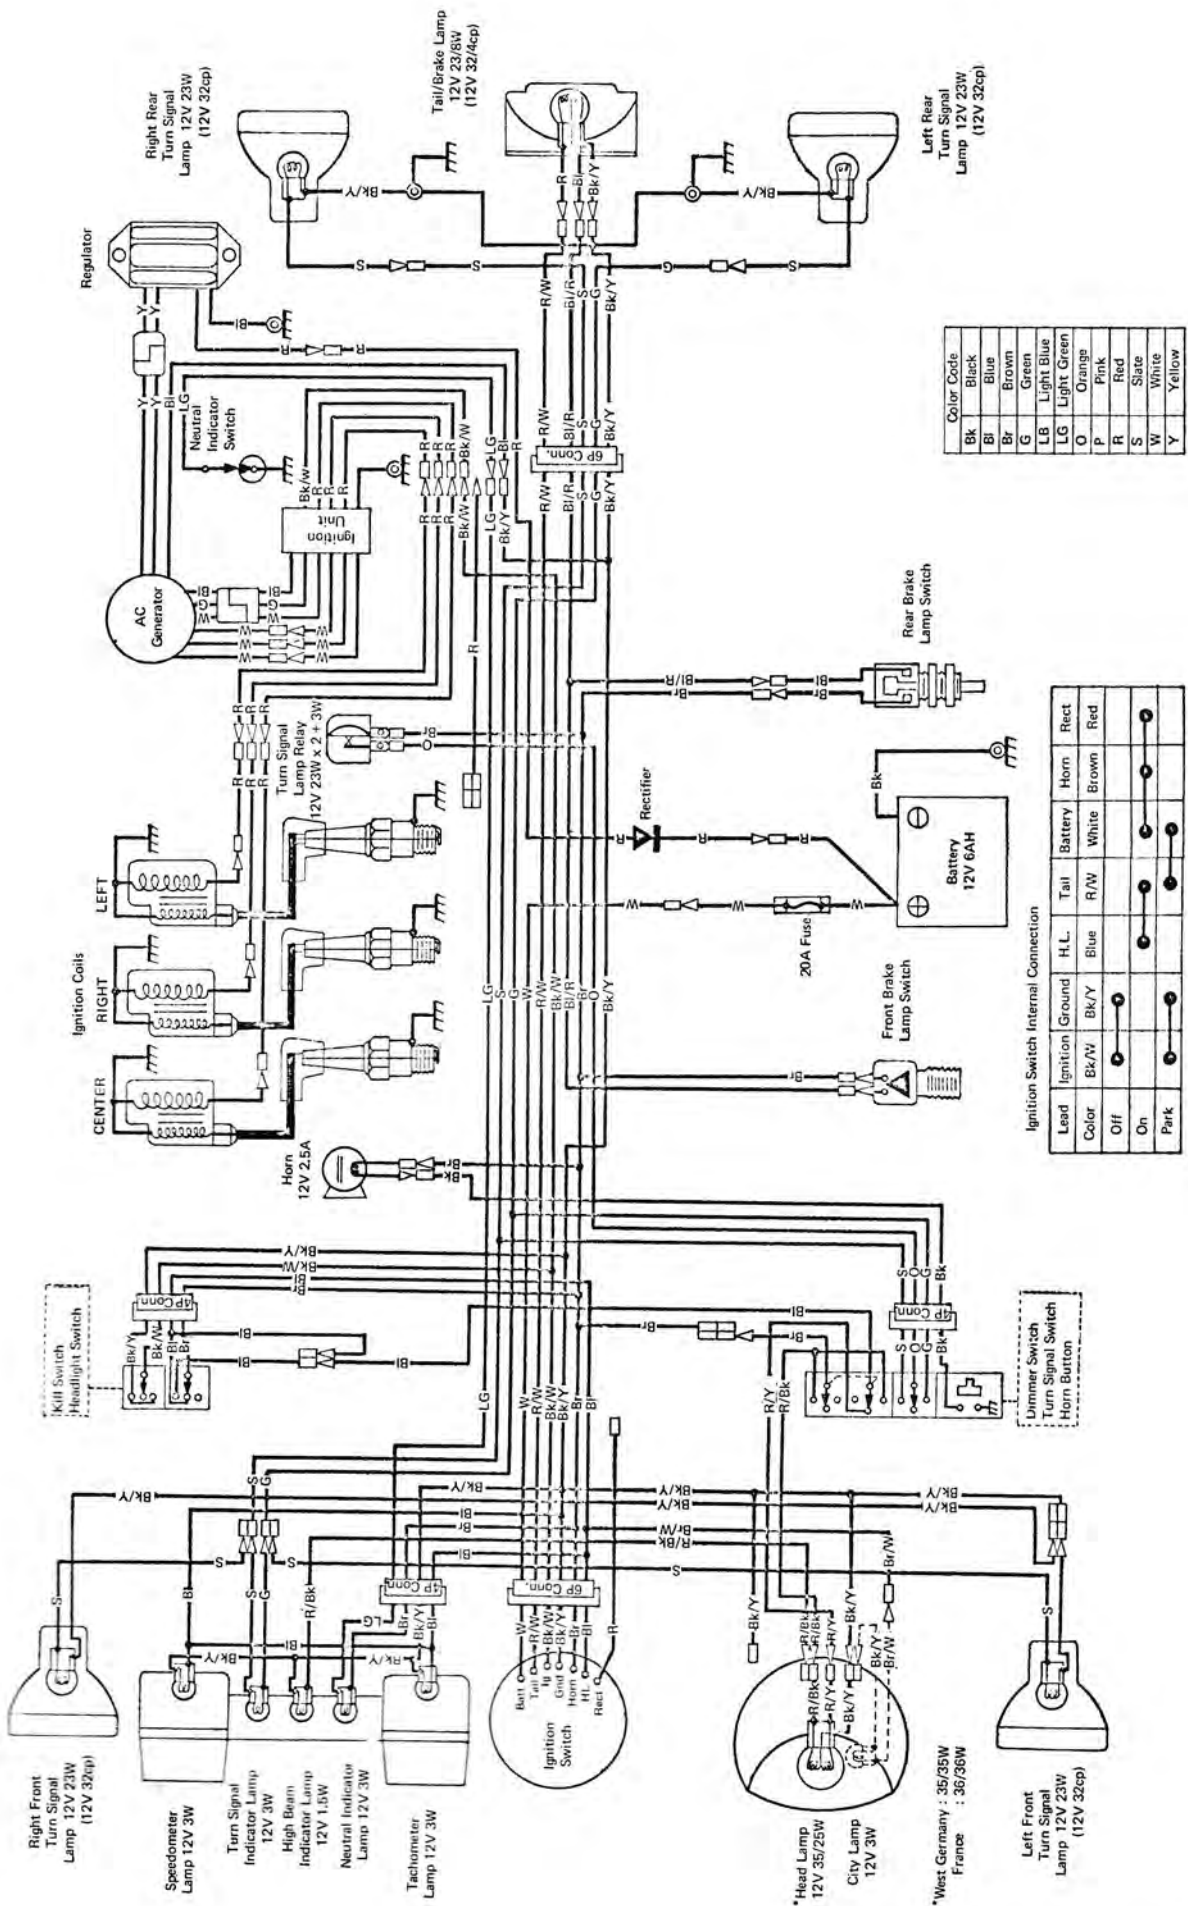 Right Rear
Turn Signal
Lamp 12V 23W
(12V 32cp)
Tail/Brake Lamp
12V 23/8W
(12V 32/4cp)
Left Rear
Turn Signal
Lamp 12V 23W
(12V 32cp)
Regulator
Neutral
Indicator
Switch
Ignition
Unit
AC
Generator
6P Conn.
Turn Signal
Lamp Relay
12V 23W x 2 + 3W
Ignition Coils
LEFT
RIGHT
CENTER
Horn
12V 2.5A
Rectifier
20A Fuse
Battery
12V 6AH
Rear Brake
Lamp Switch
Front Brake
Lamp Switch
Color Code
Bk Black
Bl Blue
Br Brown
G Green
LB Light Blue
LG Light Green
O Orange
P Pink
R Red
S Slate
W White
Y Yellow
Ignition Switch Internal Connection
Lead Ignition Ground H.L. Tail Battery Horn Rect
Color Bk/W Bk/Y Blue R/W White Brown Red
Off
On
Park
Kill Switch
Headlight Switch
4P Conn.
4P Conn.
Dimmer Switch
Turn Signal Switch
Horn Button
4P Conn.
6P Conn.
Batt
Tail
Ig
Gnd
Horn
HL
Rect
Ignition
Switch
Right Front
Turn Signal
Lamp 12V 23W
(12V 32cp)
Speedometer
Lamp 12V 3W
Turn Signal
Indicator Lamp
12V 3W
High Beam
Indicator Lamp
12V 1.5W
Neutral Indicator
Lamp 12V 3W
Tachometer
Lamp 12V 3W
*Head Lamp
12V 35/25W
City Lamp
12V 3W
*West Germany : 35/35W
France : 36/36W
Left Front
Turn Signal
Lamp 12V 23W
(12V 32cp)